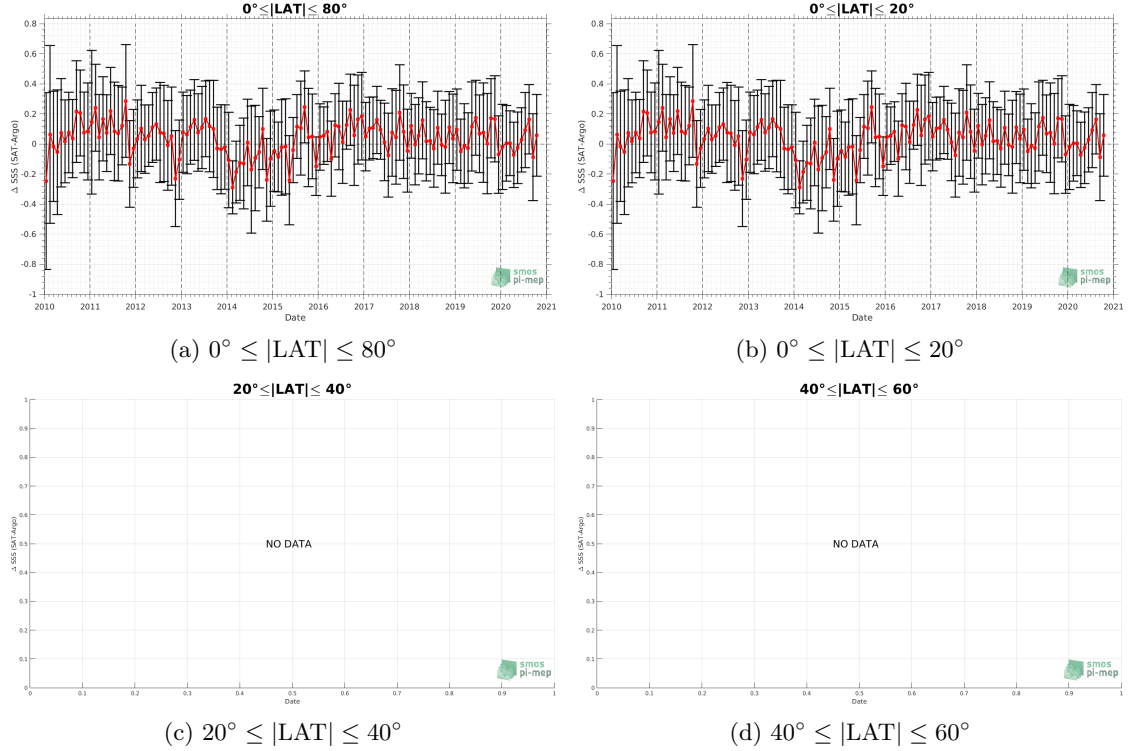 0°≤|LAT|≤ 80°
0.8
0.6
0.4
0.2
0
-0.2
-0.4
-0.6
-0.8
-1
Δ SSS (SAT-Argo)
2010 2011 2012 2013 2014 2015 2016 2017 2018 2019 2020 2021
Date
smos
pi-mep
(a) 0° ≤ |LAT| ≤ 80°
0°≤|LAT|≤ 20°
0.8
0.6
0.4
0.2
0
-0.2
-0.4
-0.6
-0.8
-1
Δ SSS (SAT-Argo)
2010 2011 2012 2013 2014 2015 2016 2017 2018 2019 2020 2021
Date
smos
pi-mep
(b) 0° ≤ |LAT| ≤ 20°
20°≤|LAT|≤ 40°
1
0.9
0.8
0.7
0.6
0.5
0.4
0.3
0.2
0.1
0
Δ SSS (SAT-Argo)
NO DATA
0 0.1 0.2 0.3 0.4 0.5 0.6 0.7 0.8 0.9 1
Date
smos
pi-mep
(c) 20° ≤ |LAT| ≤ 40°
40°≤|LAT|≤ 60°
1
0.9
0.8
0.7
0.6
0.5
0.4
0.3
0.2
0.1
0
Δ SSS (SAT-Argo)
NO DATA
0 0.1 0.2 0.3 0.4 0.5 0.6 0.7 0.8 0.9 1
Date
smos
pi-mep
(d) 40° ≤ |LAT| ≤ 60°